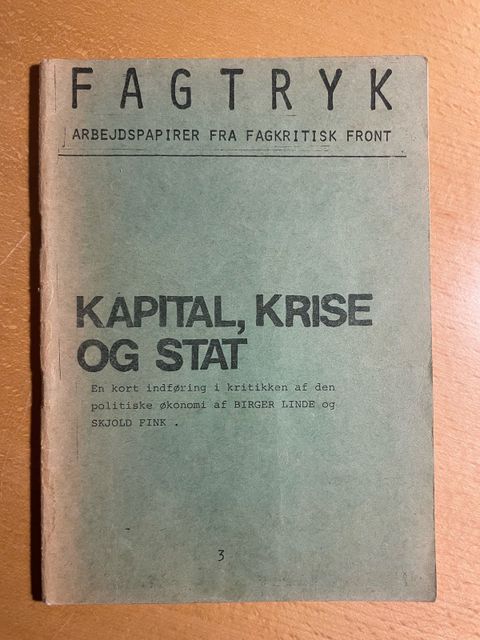 FAGTRYK
ARBEJDSPAPIRER FRA FAGKRITISK FRONT
KAPITAL, KRISE
OG STAT
En kort indføring i kritikken af den
politiske økonomi af BIRGER LINDE og
SKJOLD FINK .
3